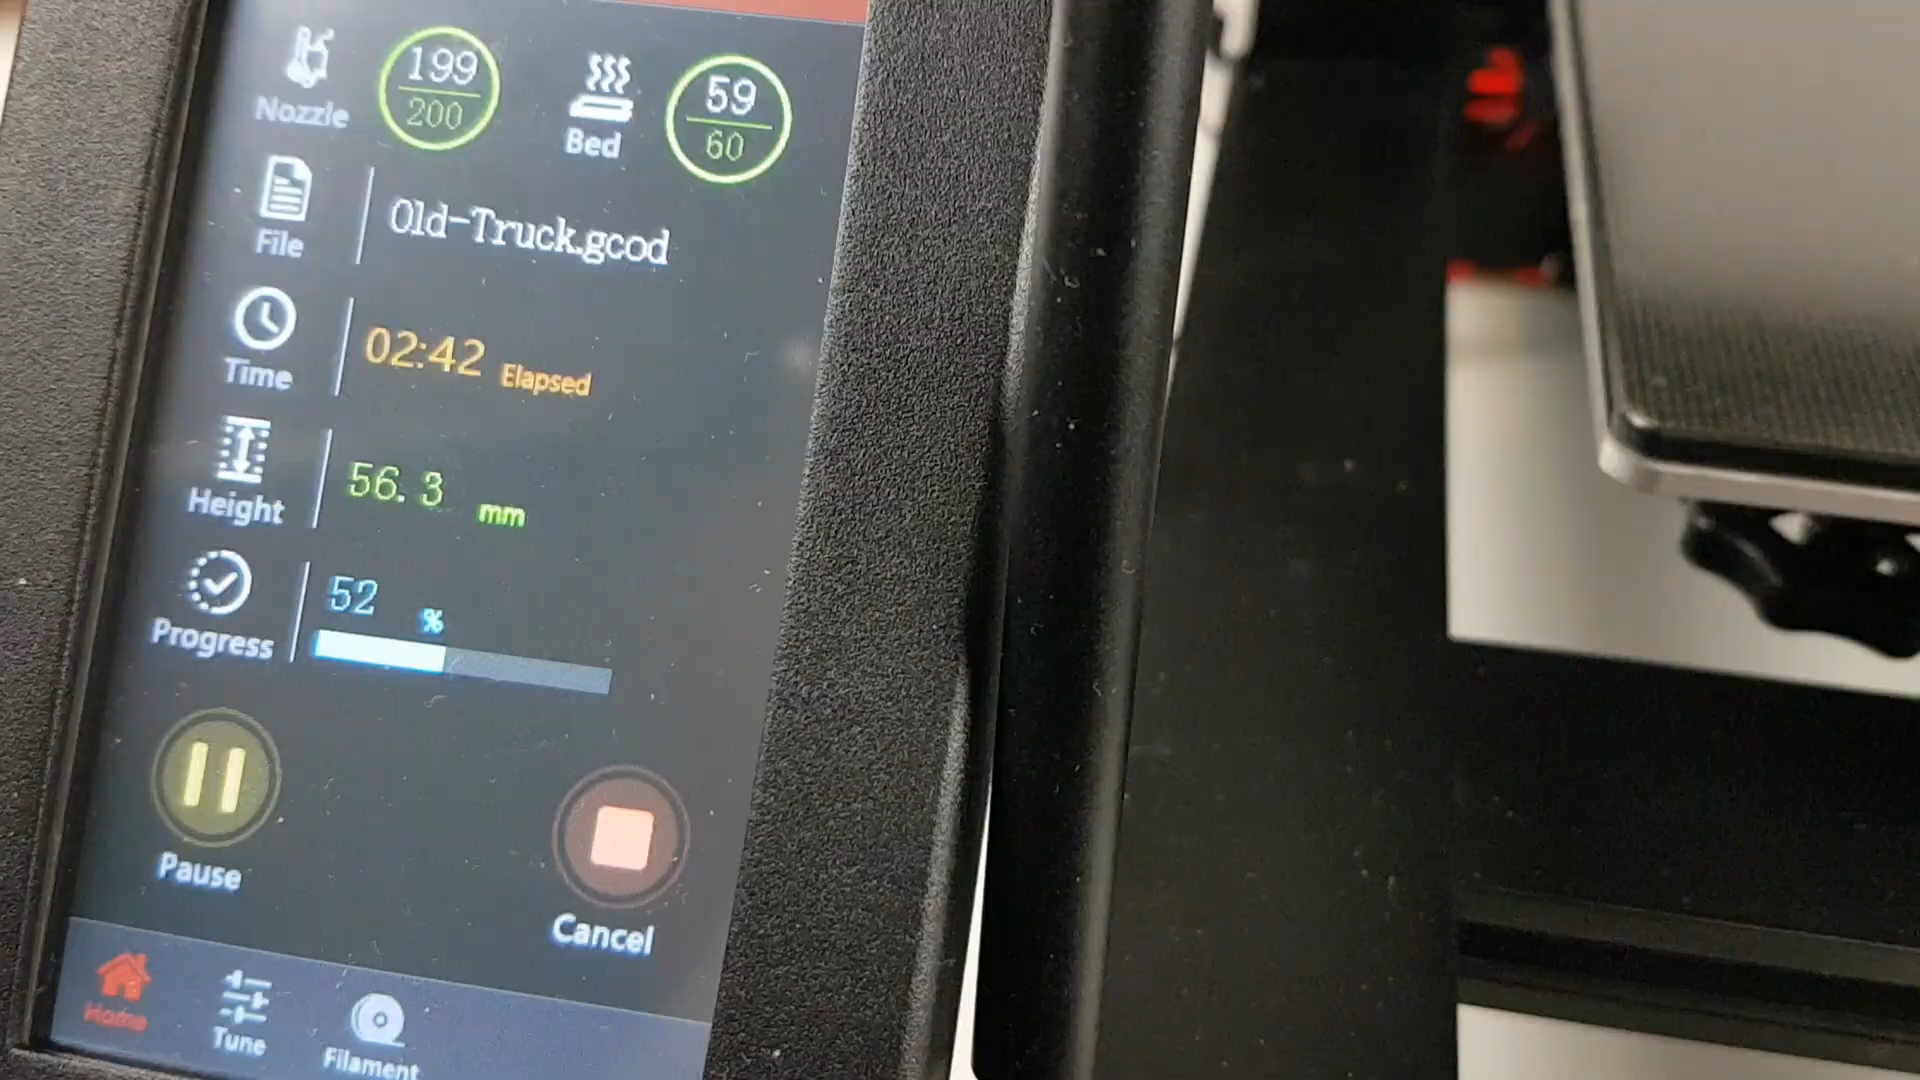 Nozzle
199
200
Bed
59
60
File
Old-Truck.gcod
Time
02:42 Elapsed
Height
56.3 mm
Progress
52 %
Pause
Cancel
Home
Tune
Filament